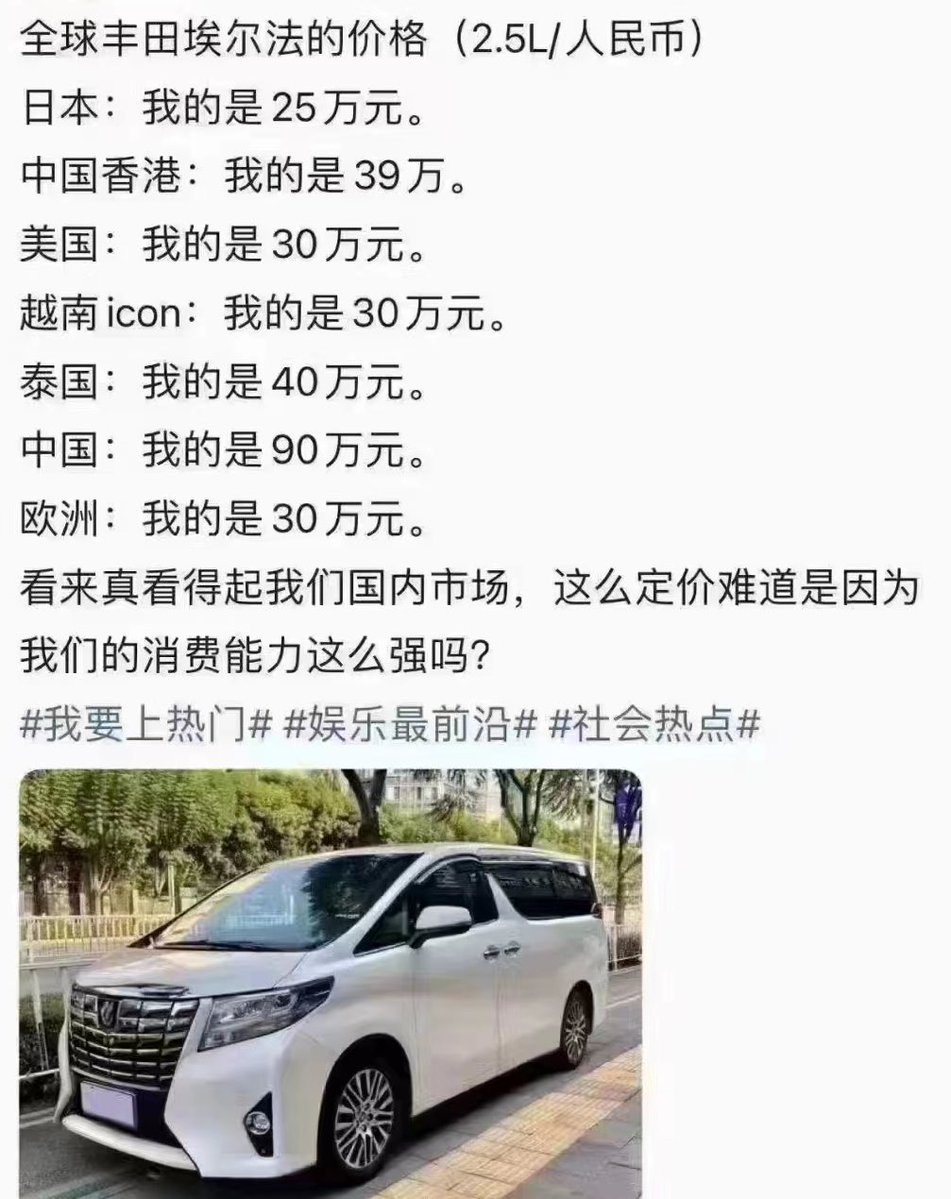 全球丰田埃尔法的价格（2.5L/人民币）
日本：我的是25万元。
中国香港：我的是39万。
美国：我的是30万元。
越南icon：我的是30万元。
泰国：我的是40万元。
中国：我的是90万元。
欧洲：我的是30万元。
看来真看得起我们国内市场，这么定价难道是因为
我们的消费能力这么强吗？
#我要上热门# #娱乐最前沿# #社会热点#